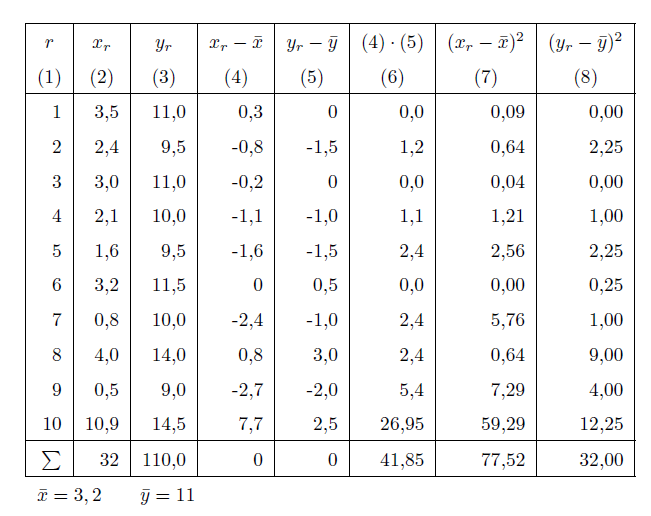 r x_r y_r x_r − x̄ y_r − ȳ (4) · (5) (x_r − x̄)² (y_r − ȳ)²
(1) (2) (3) (4) (5) (6) (7) (8)
1 3,5 11,0 0,3 0 0,0 0,09 0,00
2 2,4 9,5 -0,8 -1,5 1,2 0,64 2,25
3 3,0 11,0 -0,2 0 0,0 0,04 0,00
4 2,1 10,0 -1,1 -1,0 1,1 1,21 1,00
5 1,6 9,5 -1,6 -1,5 2,4 2,56 2,25
6 3,2 11,5 0 0,5 0,0 0,00 0,25
7 0,8 10,0 -2,4 -1,0 2,4 5,76 1,00
8 4,0 14,0 0,8 3,0 2,4 0,64 9,00
9 0,5 9,0 -2,7 -2,0 5,4 7,29 4,00
10 10,9 14,5 7,7 2,5 26,95 59,29 12,25
∑ 32 110,0 0 0 41,85 77,52 32,00
x̄ = 3, 2 ȳ = 11